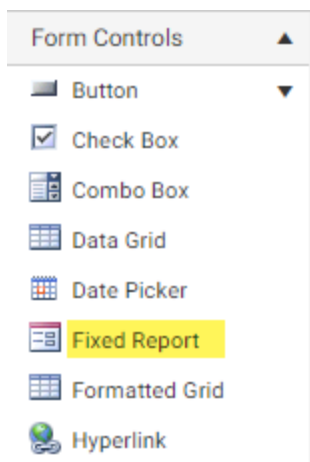 Form Controls
Button
Check Box
Combo Box
Data Grid
Date Picker
Fixed Report
Formatted Grid
Hyperlink